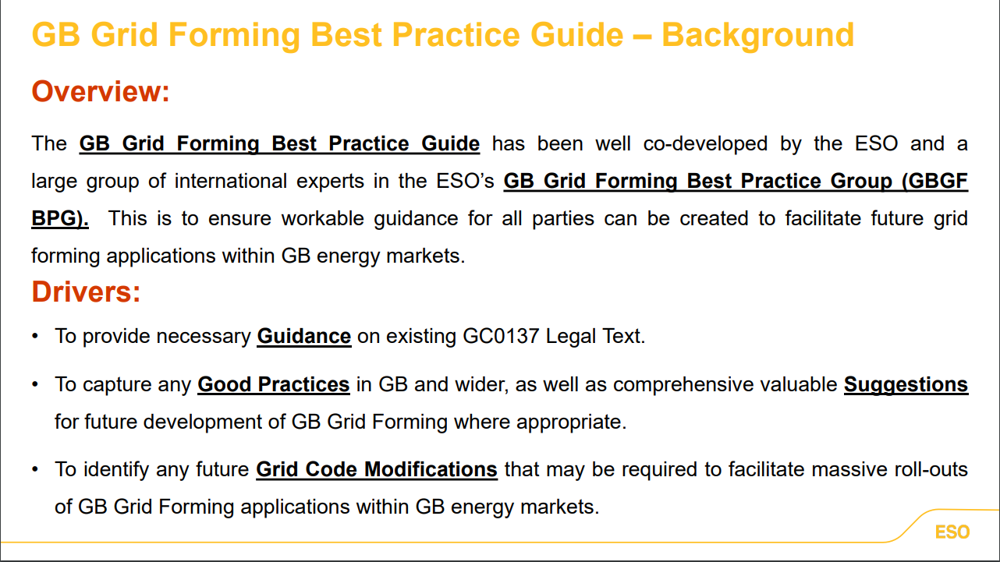 GB Grid Forming Best Practice Guide – Background
Overview:
The GB Grid Forming Best Practice Guide has been well co-developed by the ESO and a
large group of international experts in the ESO’s GB Grid Forming Best Practice Group (GBGF
BPG). This is to ensure workable guidance for all parties can be created to facilitate future grid
forming applications within GB energy markets.
Drivers:
• To provide necessary Guidance on existing GC0137 Legal Text.
• To capture any Good Practices in GB and wider, as well as comprehensive valuable Suggestions
for future development of GB Grid Forming where appropriate.
• To identify any future Grid Code Modifications that may be required to facilitate massive roll-outs
of GB Grid Forming applications within GB energy markets.
ESO